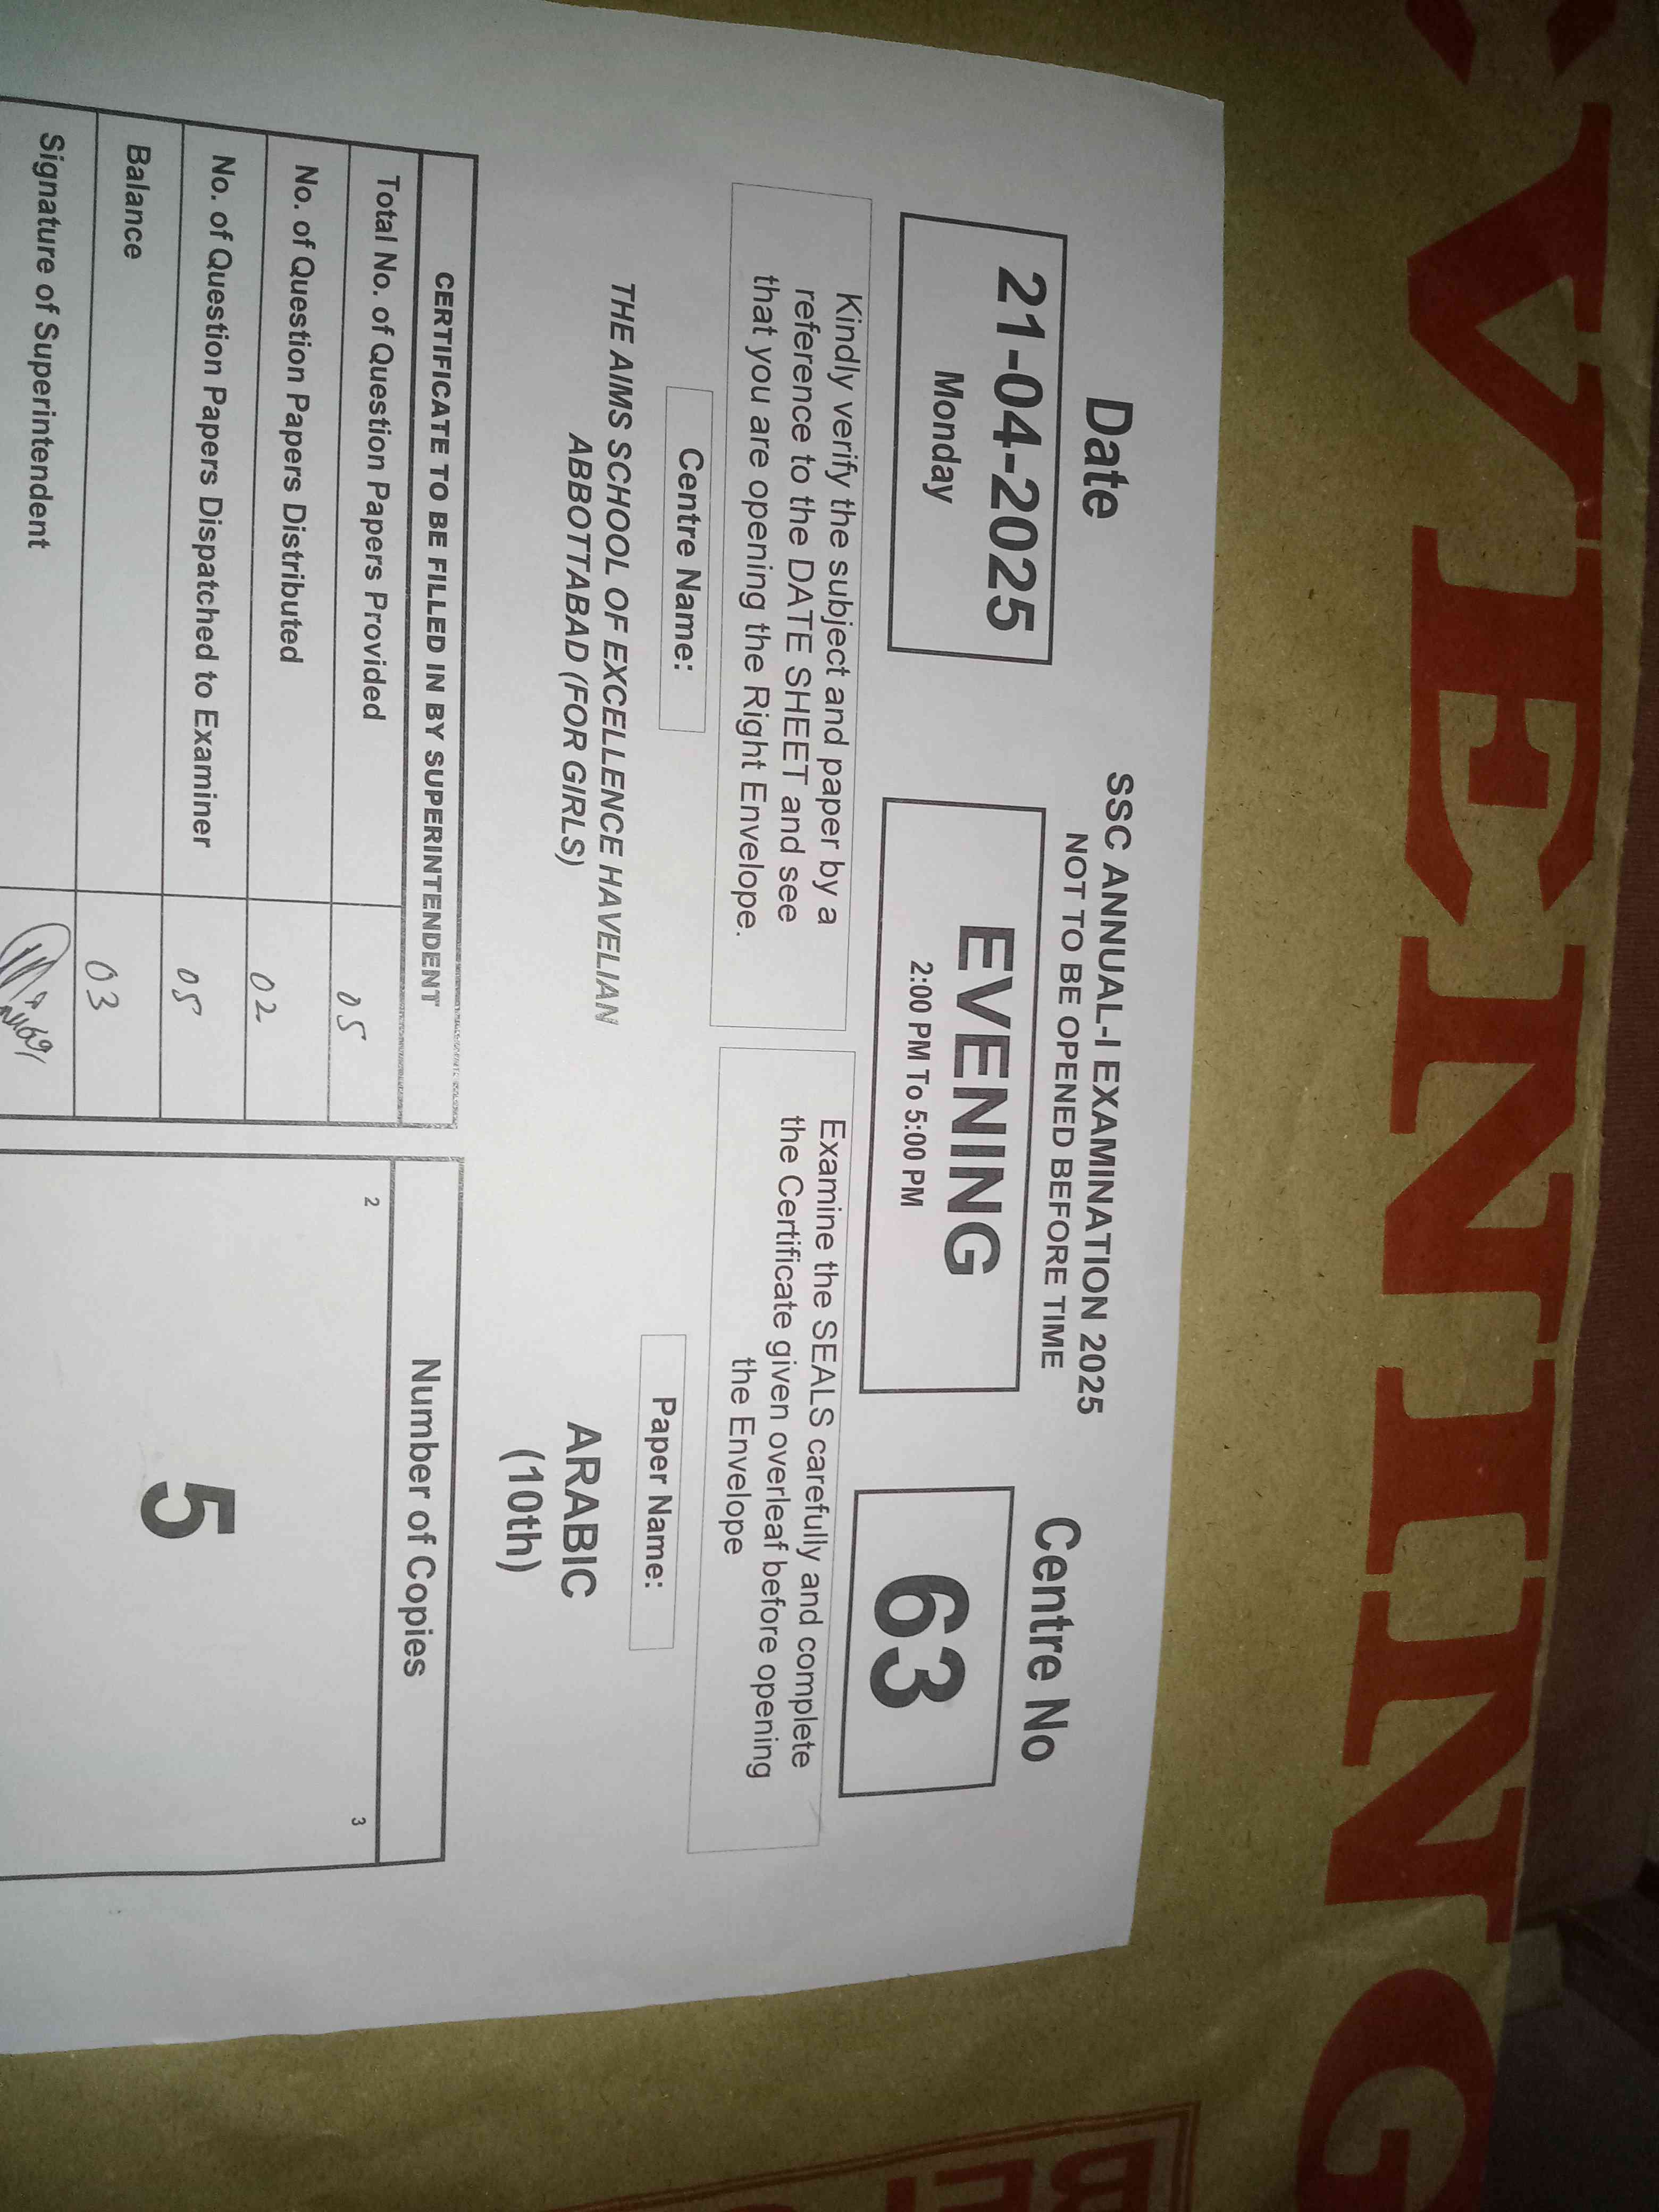 EVENING
SSC ANNUAL-I EXAMINATION 2025
NOT TO BE OPENED BEFORE TIME
Date
21-04-2025
Monday
EVENING
2:00 PM To 5:00 PM
Centre No
63
Kindly verify the subject and paper by a
reference to the DATE SHEET and see
that you are opening the Right Envelope.
Examine the SEALS carefully and complete
the Certificate given overleaf before opening
the Envelope
Centre Name:
THE AIMS SCHOOL OF EXCELLENCE HAVELIAN
ABBOTTABAD (FOR GIRLS)
Paper Name:
ARABIC
(10th)
CERTIFICATE TO BE FILLED IN BY SUPERINTENDENT
Total No. of Question Papers Provided 05
No. of Question Papers Distributed 02
No. of Question Papers Dispatched to Examiner 05
Balance 03
Signature of Superintendent
Number of Copies
2 3
5